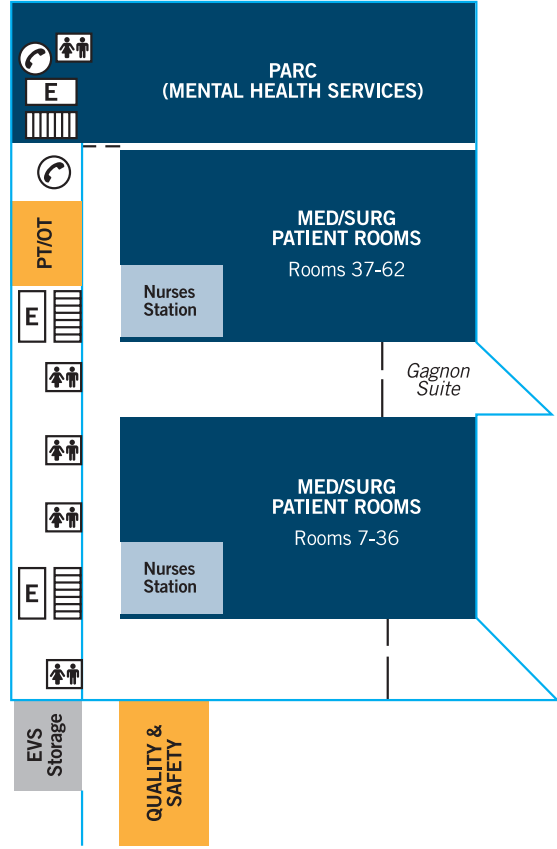 E
PARC
(MENTAL HEALTH SERVICES)
PT/OT
MED/SURG
PATIENT ROOMS
Rooms 37-62
Nurses
Station
E
Gagnon
Suite
MED/SURG
PATIENT ROOMS
Rooms 7-36
Nurses
Station
E
EVS
Storage
QUALITY &
SAFETY